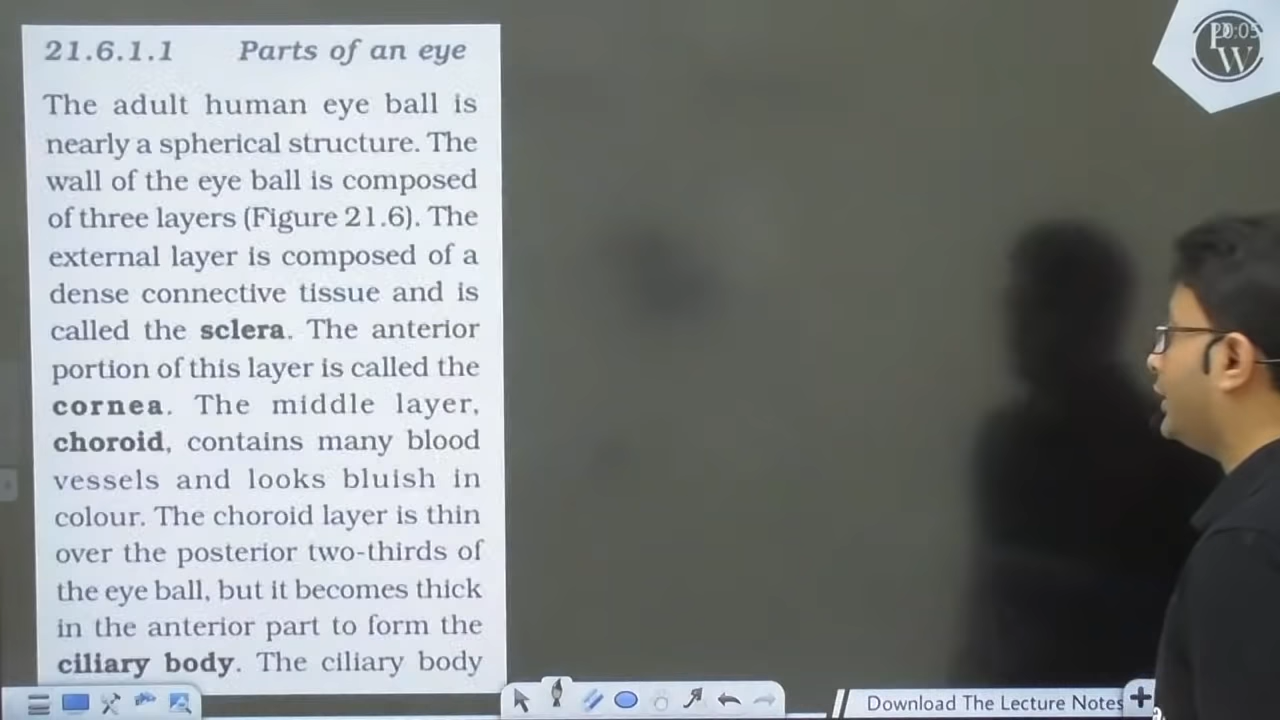 21.6.1.1 Parts of an eye
The adult human eye ball is
nearly a spherical structure. The
wall of the eye ball is composed
of three layers (Figure 21.6). The
external layer is composed of a
dense connective tissue and is
called the sclera. The anterior
portion of this layer is called the
cornea. The middle layer,
choroid, contains many blood
vessels and looks bluish in
colour. The choroid layer is thin
over the posterior two-thirds of
the eye ball, but it becomes thick
in the anterior part to form the
ciliary body. The ciliary body
PW
Download The Lecture Notes